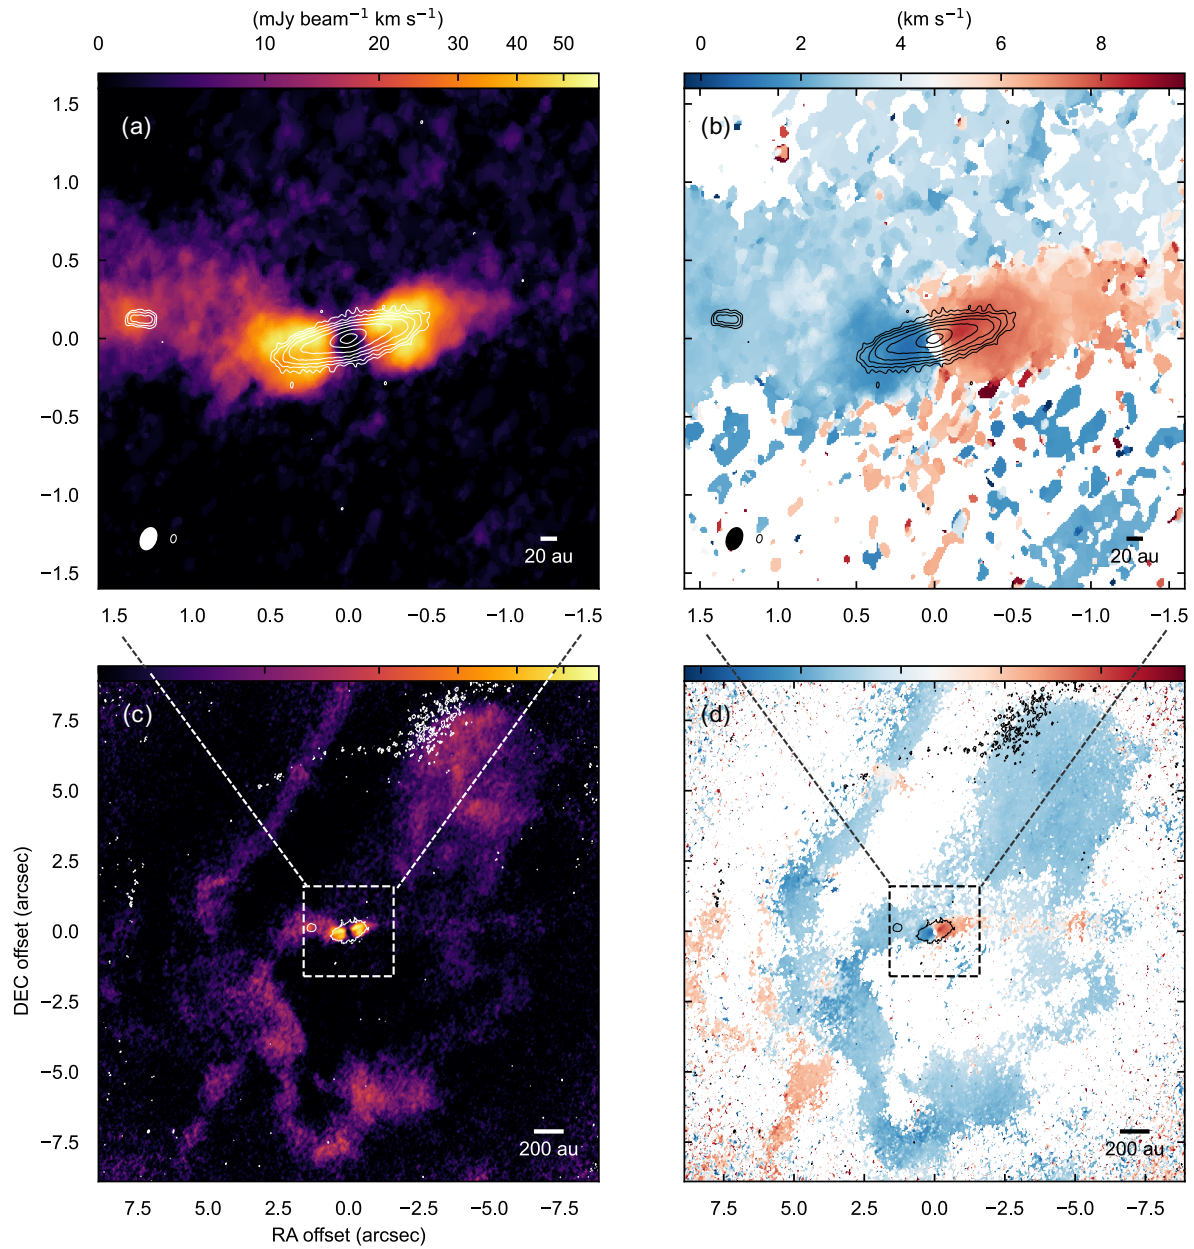 (mJy beam⁻¹ km s⁻¹)
(km s⁻¹)
0 10 20 30 40 50
0 2 4 6 8
(a)
(b)
1.5
1.0
0.5
0.0
−0.5
−1.0
−1.5
20 au
20 au
1.5 1.0 0.5 0.0 −0.5 −1.0 −1.5
1.5 1.0 0.5 0.0 −0.5 −1.0 −1.5
(c)
(d)
7.5
5.0
2.5
0.0
−2.5
−5.0
−7.5
DEC offset (arcsec)
200 au
200 au
7.5 5.0 2.5 0.0 −2.5 −5.0 −7.5
7.5 5.0 2.5 0.0 −2.5 −5.0 −7.5
RA offset (arcsec)